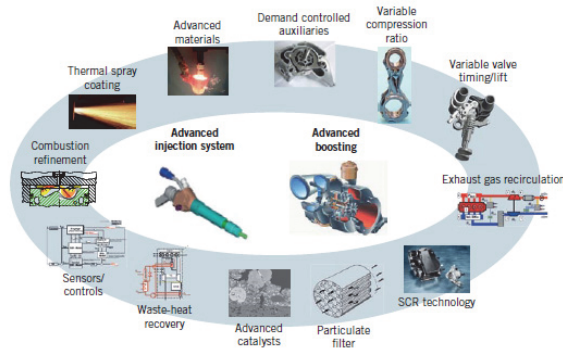 Advanced
materials
Demand controlled
auxiliaries
Variable
compression
ratio
Variable valve
timing/lift
Thermal spray
coating
Combustion
refinement
Advanced
injection system
Advanced
boosting
Exhaust gas recirculation
Sensors/
controls
Waste-heat
recovery
Advanced
catalysts
Particulate
filter
SCR technology